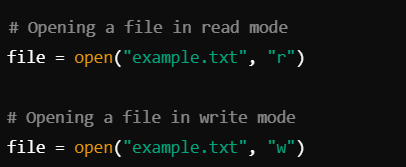 # Opening a file in read mode
file = open("example.txt", "r")
# Opening a file in write mode
file = open("example.txt", "w")